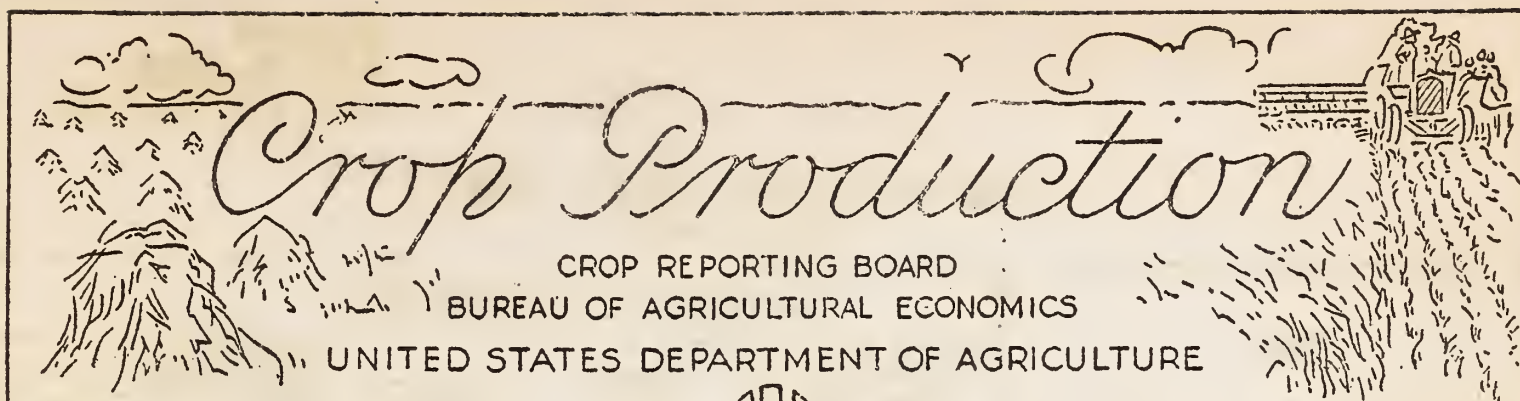 Crop Production
CROP REPORTING BOARD
BUREAU OF AGRICULTURAL ECONOMICS
UNITED STATES DEPARTMENT OF AGRICULTURE